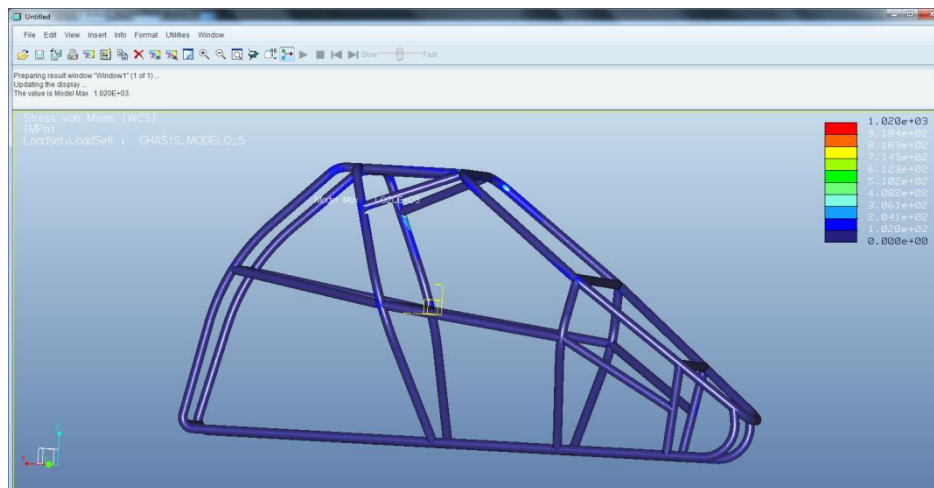 Untitled
File Edit View Insert Info Format Utilities Window
Slow Fast
Preparing result window "Window1" (1 of 1) ...
Updating the display ...
The value is Model Max 1.020E+03.
Stress von Mises (WCS)
(MPa)
Loadset:LoadSet1 : CHASIS_MODELO_5
1.020e+03
9.184e+02
8.163e+02
7.143e+02
6.123e+02
5.102e+02
4.082e+02
3.061e+02
2.041e+02
1.020e+02
0.000e+00
Model Max 1.020E+03
X
Z